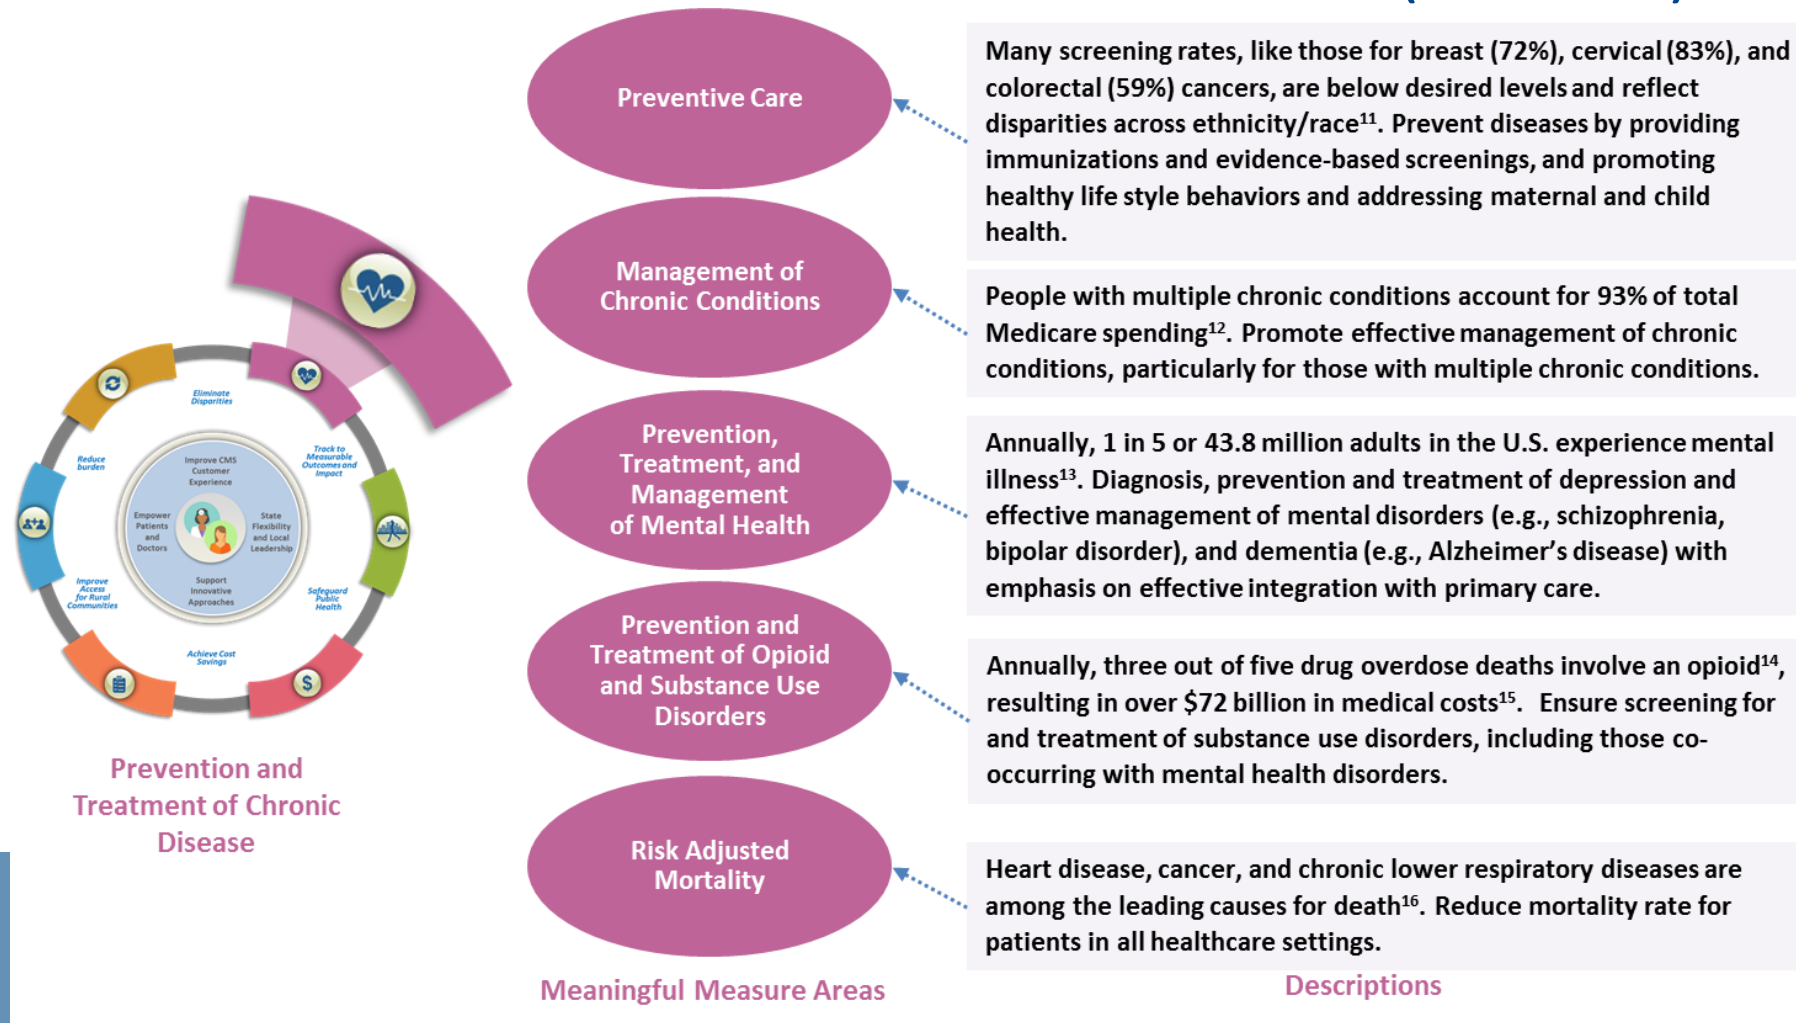 Preventive Care
Many screening rates, like those for breast (72%), cervical (83%), and
colorectal (59%) cancers, are below desired levels and reflect
disparities across ethnicity/race¹¹. Prevent diseases by providing
immunizations and evidence-based screenings, and promoting
healthy life style behaviors and addressing maternal and child
health.
Management of
Chronic Conditions
People with multiple chronic conditions account for 93% of total
Medicare spending¹². Promote effective management of chronic
conditions, particularly for those with multiple chronic conditions.
Prevention,
Treatment, and
Management
of Mental Health
Annually, 1 in 5 or 43.8 million adults in the U.S. experience mental
illness¹³. Diagnosis, prevention and treatment of depression and
effective management of mental disorders (e.g., schizophrenia,
bipolar disorder), and dementia (e.g., Alzheimer’s disease) with
emphasis on effective integration with primary care.
Prevention and
Treatment of Opioid
and Substance Use
Disorders
Annually, three out of five drug overdose deaths involve an opioid¹⁴,
resulting in over $72 billion in medical costs¹⁵. Ensure screening for
and treatment of substance use disorders, including those co-
occurring with mental health disorders.
Risk Adjusted
Mortality
Heart disease, cancer, and chronic lower respiratory diseases are
among the leading causes for death¹⁶. Reduce mortality rate for
patients in all healthcare settings.
Meaningful Measure Areas
Descriptions
Eliminate
Disparities
Track to
Measurable
Outcomes and
Impact
Safeguard
Public
Health
Achieve Cost
Savings
Improve
Access
for Rural
Communities
Reduce
burden
Improve CMS
Customer
Experience
State
Flexibility
and Local
Leadership
Support
Innovative
Approaches
Empower
Patients
and
Doctors
$
Prevention and
Treatment of Chronic
Disease